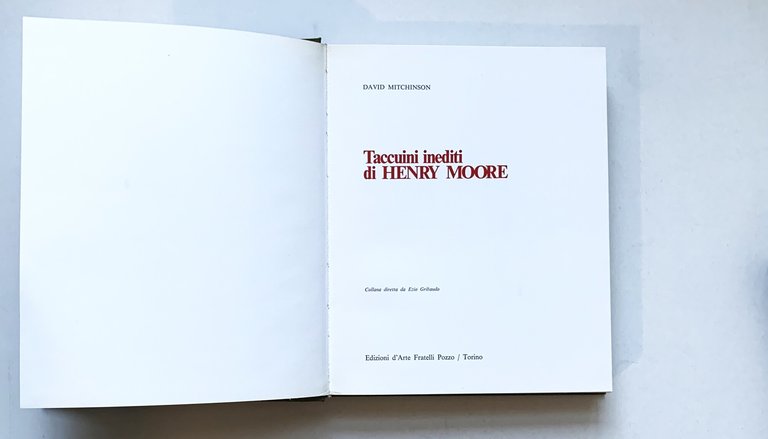 DAVID MITCHINSON
Taccuini inediti
di HENRY MOORE
Collana diretta da Ezio Gribaudo
Edizioni d'Arte Fratelli Pozzo / Torino